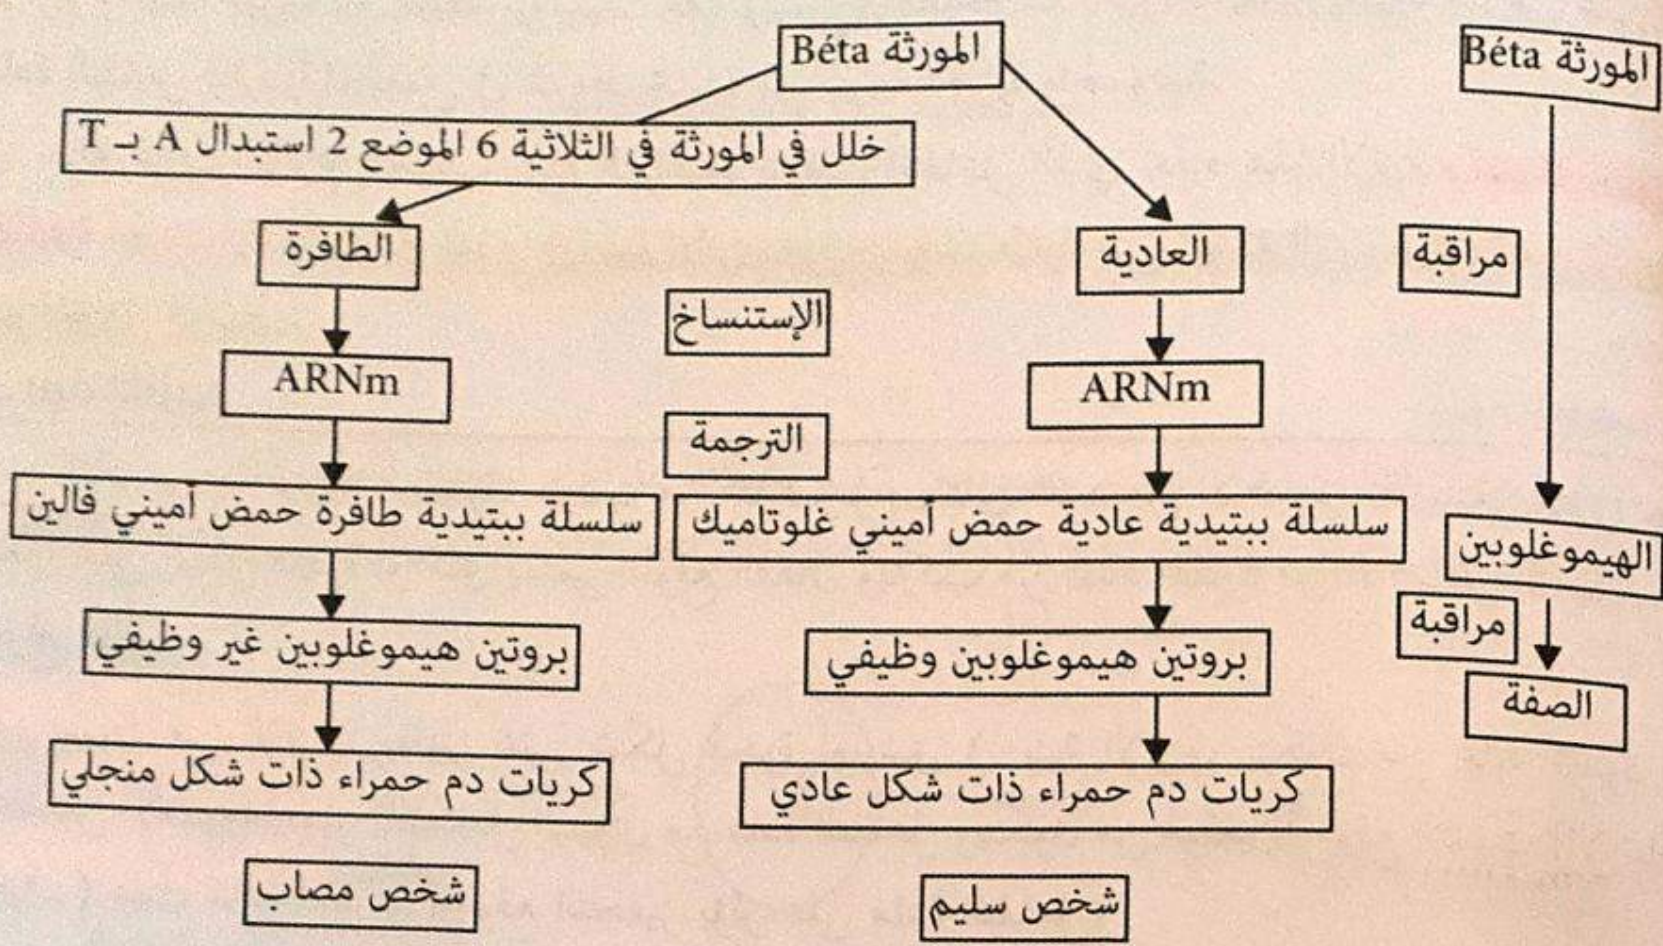 المورثة Béta
المورثة Béta
خلل في المورثة في الثلاثية 6 الموضع 2 استبدال A بـ T
العادية
الطافرة
مراقبة
الإستنساخ
ARNm
ARNm
الترجمة
سلسلة ببتيدية عادية حمض أميني غلوتاميك
سلسلة ببتيدية طافرة حمض أميني فالين
الهيموغلوبين
مراقبة
بروتين هيموغلوبين وظيفي
بروتين هيموغلوبين غير وظيفي
الصفة
كريات دم حمراء ذات شكل عادي
كريات دم حمراء ذات شكل منجلي
شخص سليم
شخص مصاب